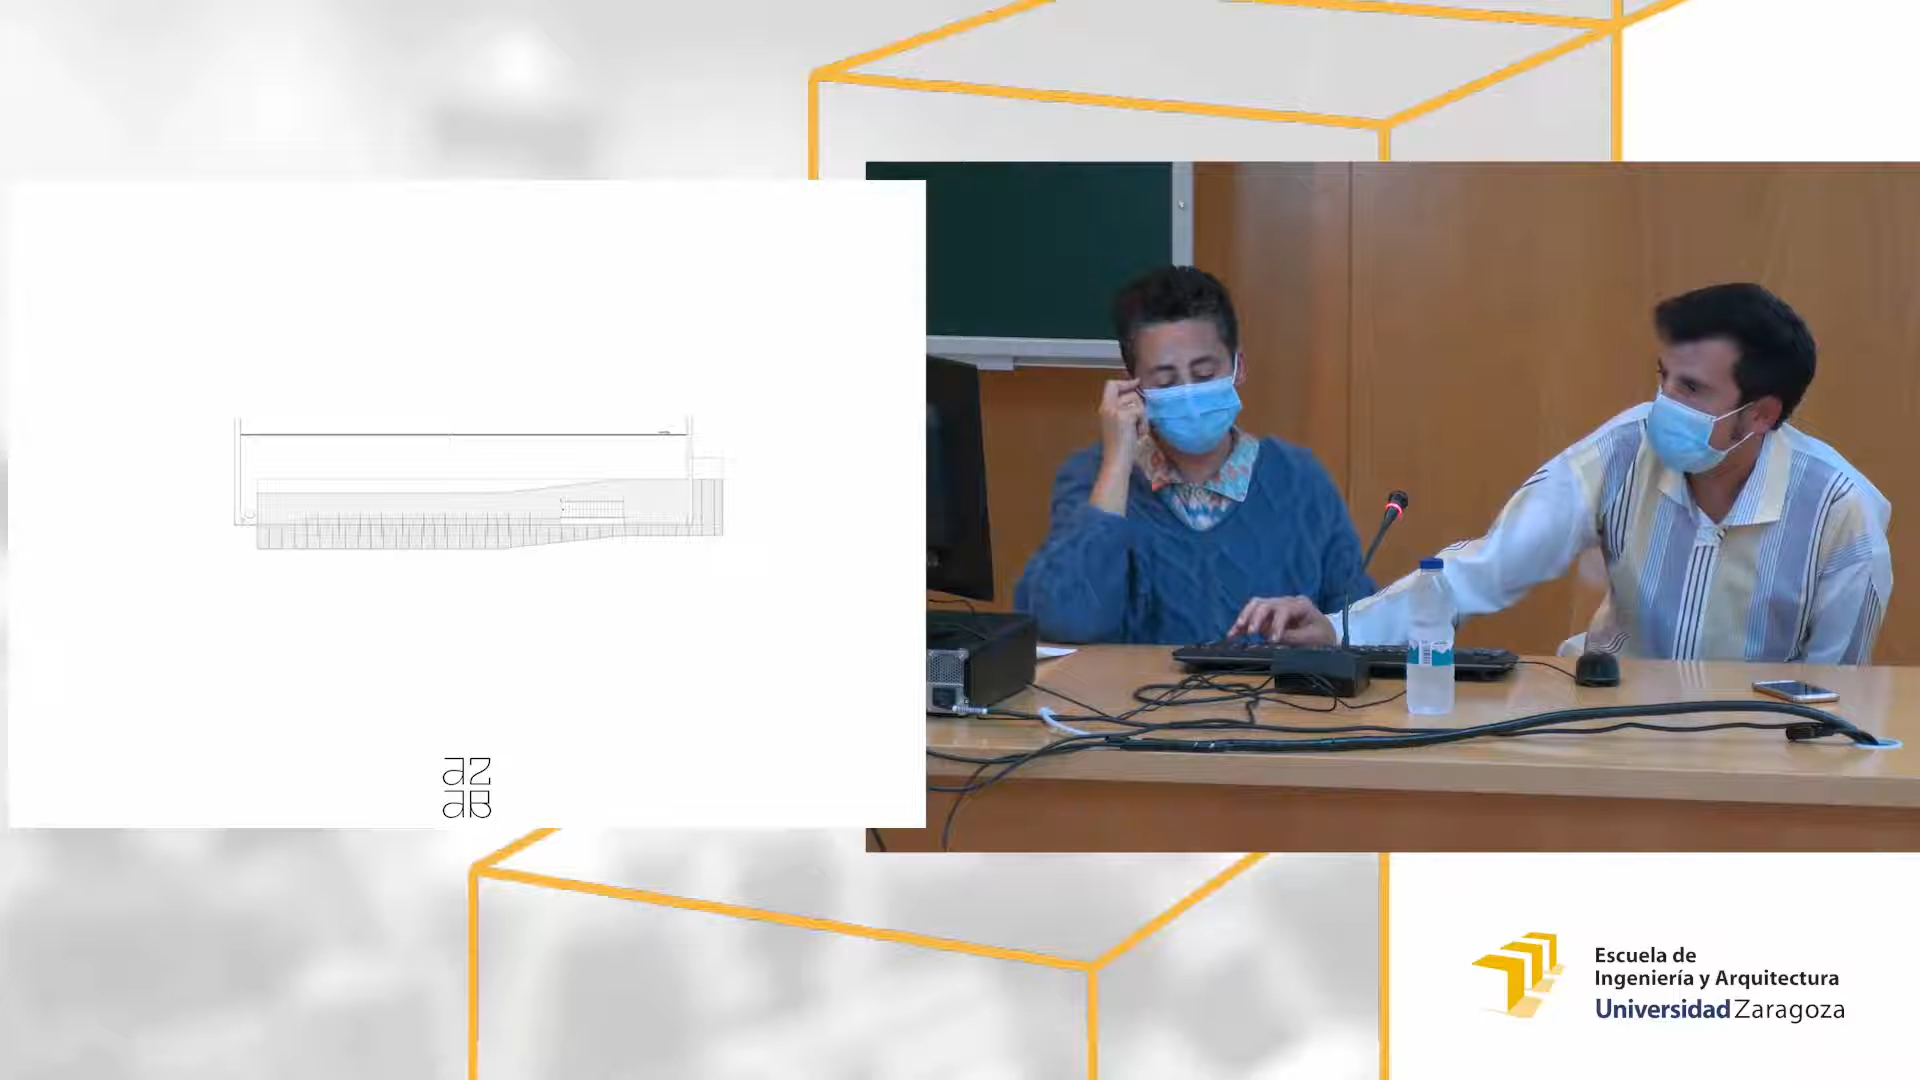 az
ab
Escuela de
Ingeniería y Arquitectura
Universidad Zaragoza